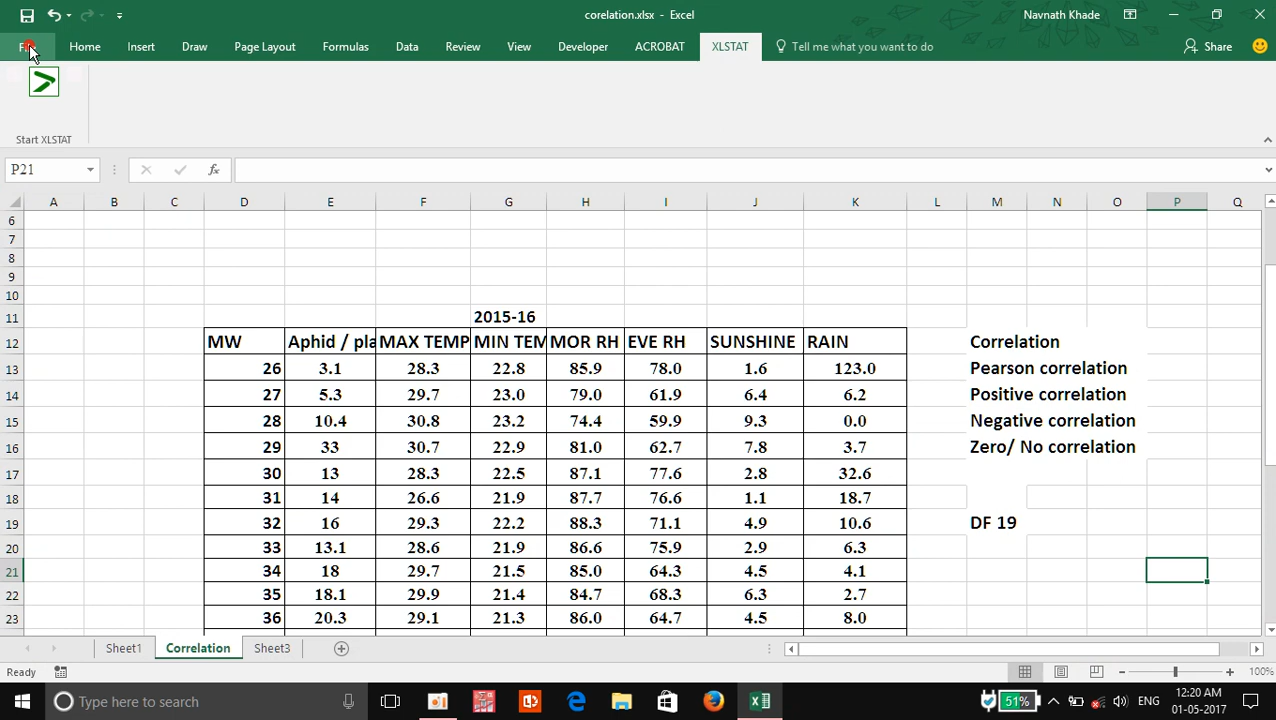 corelation.xlsx - Excel
Navnath Khade
Home Insert Draw Page Layout Formulas Data Review View Developer ACROBAT XLSTAT Tell me what you want to do Share
Start XLSTAT
P21
fx
A B C D E F G H I J K L M N O P Q
6
7
8
9
10
11 2015-16
12 MW Aphid / pla MAX TEMP MIN TEM MOR RH EVE RH SUNSHINE RAIN Correlation
13 26 3.1 28.3 22.8 85.9 78.0 1.6 123.0 Pearson correlation
14 27 5.3 29.7 23.0 79.0 61.9 6.4 6.2 Positive correlation
15 28 10.4 30.8 23.2 74.4 59.9 9.3 0.0 Negative correlation
16 29 33 30.7 22.9 81.0 62.7 7.8 3.7 Zero/ No correlation
17 30 13 28.3 22.5 87.1 77.6 2.8 32.6
18 31 14 26.6 21.9 87.7 76.6 1.1 18.7
19 32 16 29.3 22.2 88.3 71.1 4.9 10.6 DF 19
20 33 13.1 28.6 21.9 86.6 75.9 2.9 6.3
21 34 18 29.7 21.5 85.0 64.3 4.5 4.1
22 35 18.1 29.9 21.4 84.7 68.3 6.3 2.7
23 36 20.3 29.1 21.3 86.0 64.7 4.5 8.0
Sheet1 Correlation Sheet3
Ready 100%
Type here to search 51% ENG 12:20 AM
01-05-2017